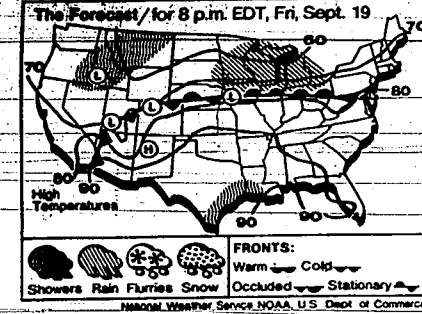 The Forecast/for 8 p.m. EDT, Fri, Sept. 19
70
60
70
80
L
L
L
L
H
80
90
High
Temperatures
90
90
Showers Rain Flurries Snow
FRONTS:
Warm Cold
Occluded Stationary
National Weather Service, NOAA, U.S. Dept. of Commerce